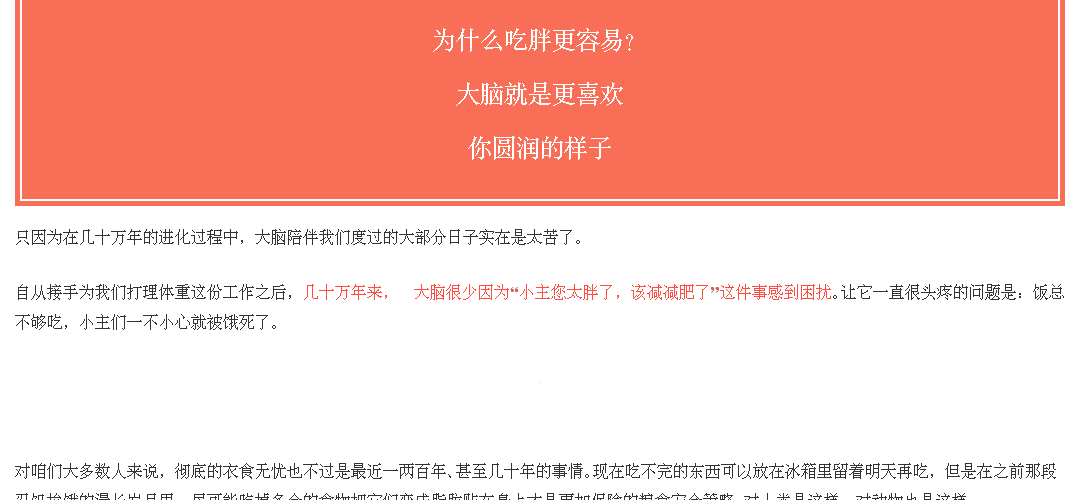 为什么吃胖更容易？
大脑就是更喜欢
你圆润的样子
只因为在几十万年的进化过程中，大脑陪伴我们度过的大部分日子实在是太苦了。
自从接手为我们打理体重这份工作之后，几十万年来， 大脑很少因为“小主您太胖了，该减减肥了”这件事感到困扰。让它一直很头疼的问题是：饭总
不够吃，小主们一不小心就被饿死了。
对咱们大多数人来说，彻底的衣食无忧也不过是最近一两百年、甚至几十年的事情。现在吃不完的东西可以放在冰箱里留着明天再吃，但是在之前那段